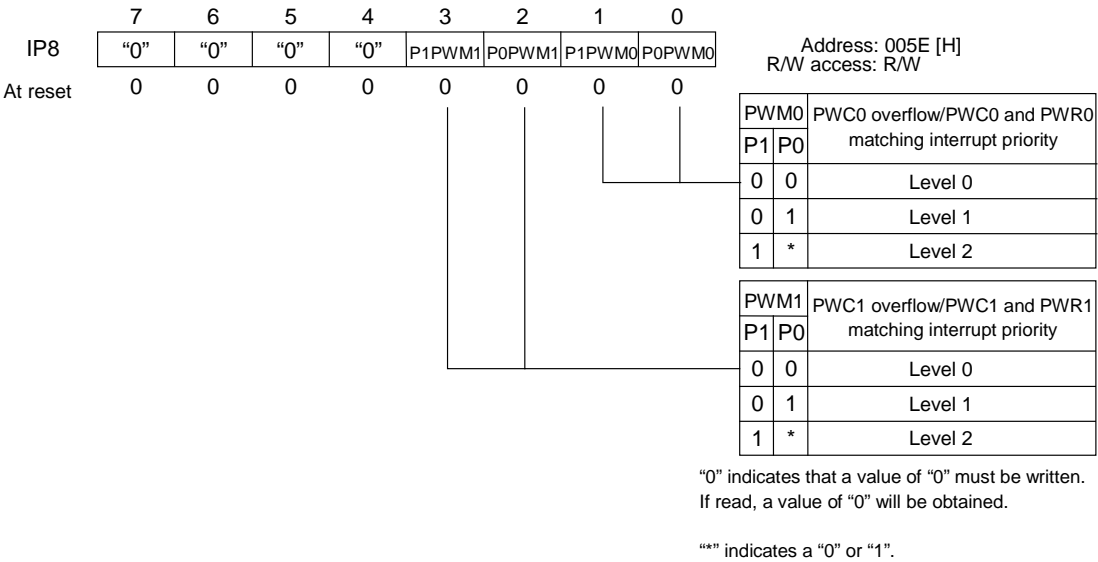 7 6 5 4 3 2 1 0
IP8 “0” “0” “0” “0” P1PWM1 P0PWM1 P1PWM0 P0PWM0
Address: 005E [H]
R/W access: R/W
At reset 0 0 0 0 0 0 0 0
PWM0 PWC0 overflow/PWC0 and PWR0
P1 P0 matching interrupt priority
0 0 Level 0
0 1 Level 1
1 * Level 2
PWM1 PWC1 overflow/PWC1 and PWR1
P1 P0 matching interrupt priority
0 0 Level 0
0 1 Level 1
1 * Level 2
“0” indicates that a value of “0” must be written.
If read, a value of “0” will be obtained.
“*” indicates a “0” or “1”.